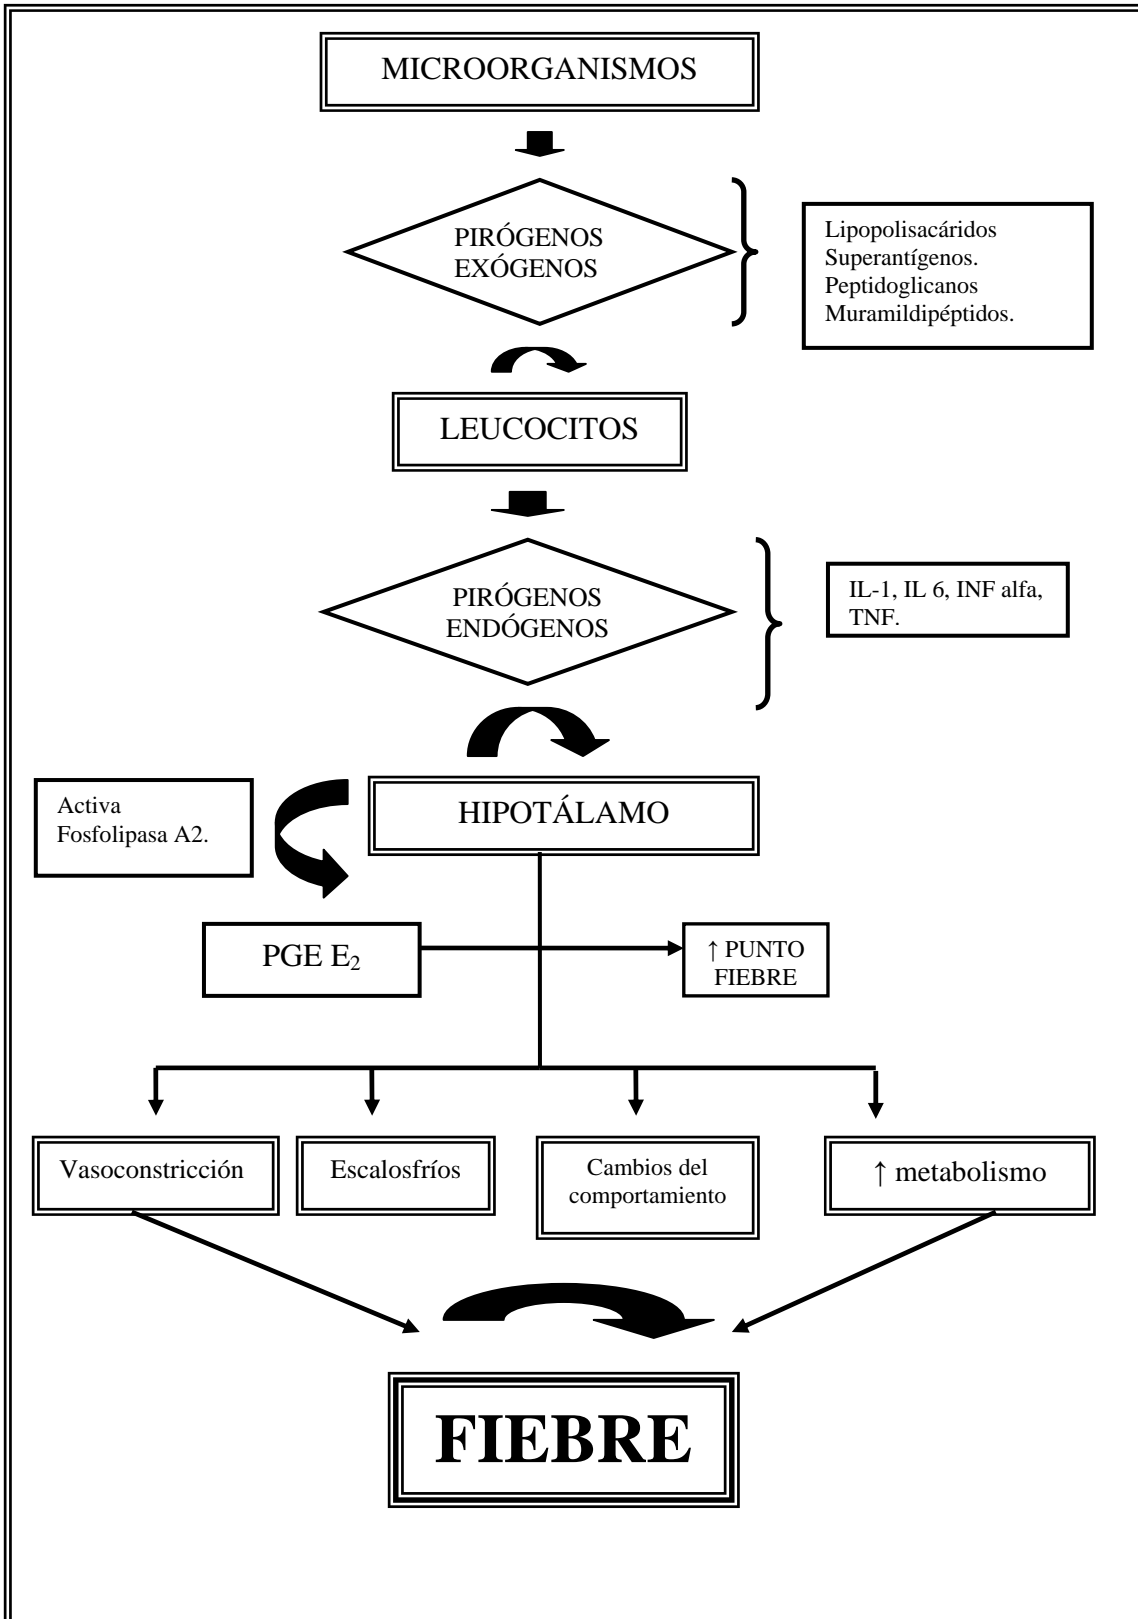 MICROORGANISMOS
PIRÓGENOS
EXÓGENOS
Lipopolisacáridos
Superantígenos.
Peptidoglicanos
Muramildipéptidos.
LEUCOCITOS
PIRÓGENOS
ENDÓGENOS
IL-1, IL 6, INF alfa,
TNF.
HIPOTÁLAMO
Activa
Fosfolipasa A2.
PGE E₂
↑ PUNTO
FIEBRE
Vasoconstricción
Escalosfríos
Cambios del
comportamiento
↑ metabolismo
FIEBRE